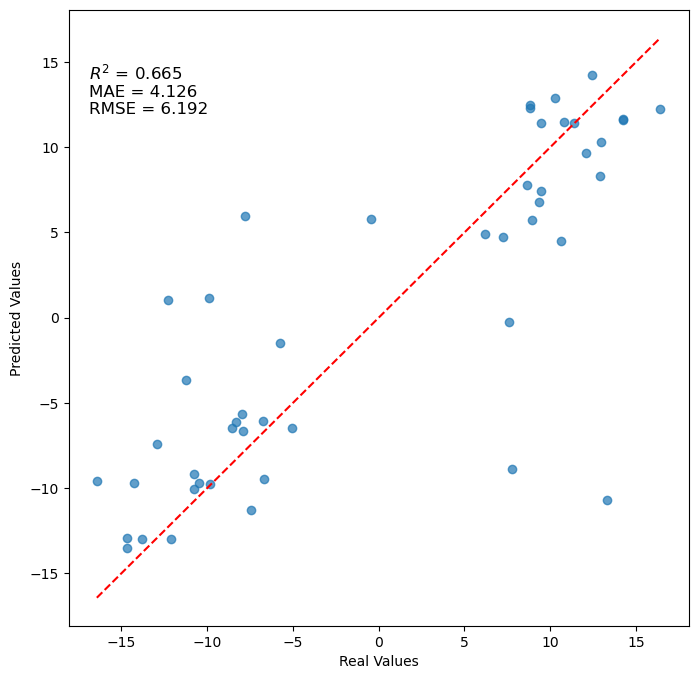 R² = 0.665
MAE = 4.126
RMSE = 6.192
15
10
5
0
−5
−10
−15
Predicted Values
−15 −10 −5 0 5 10 15
Real Values